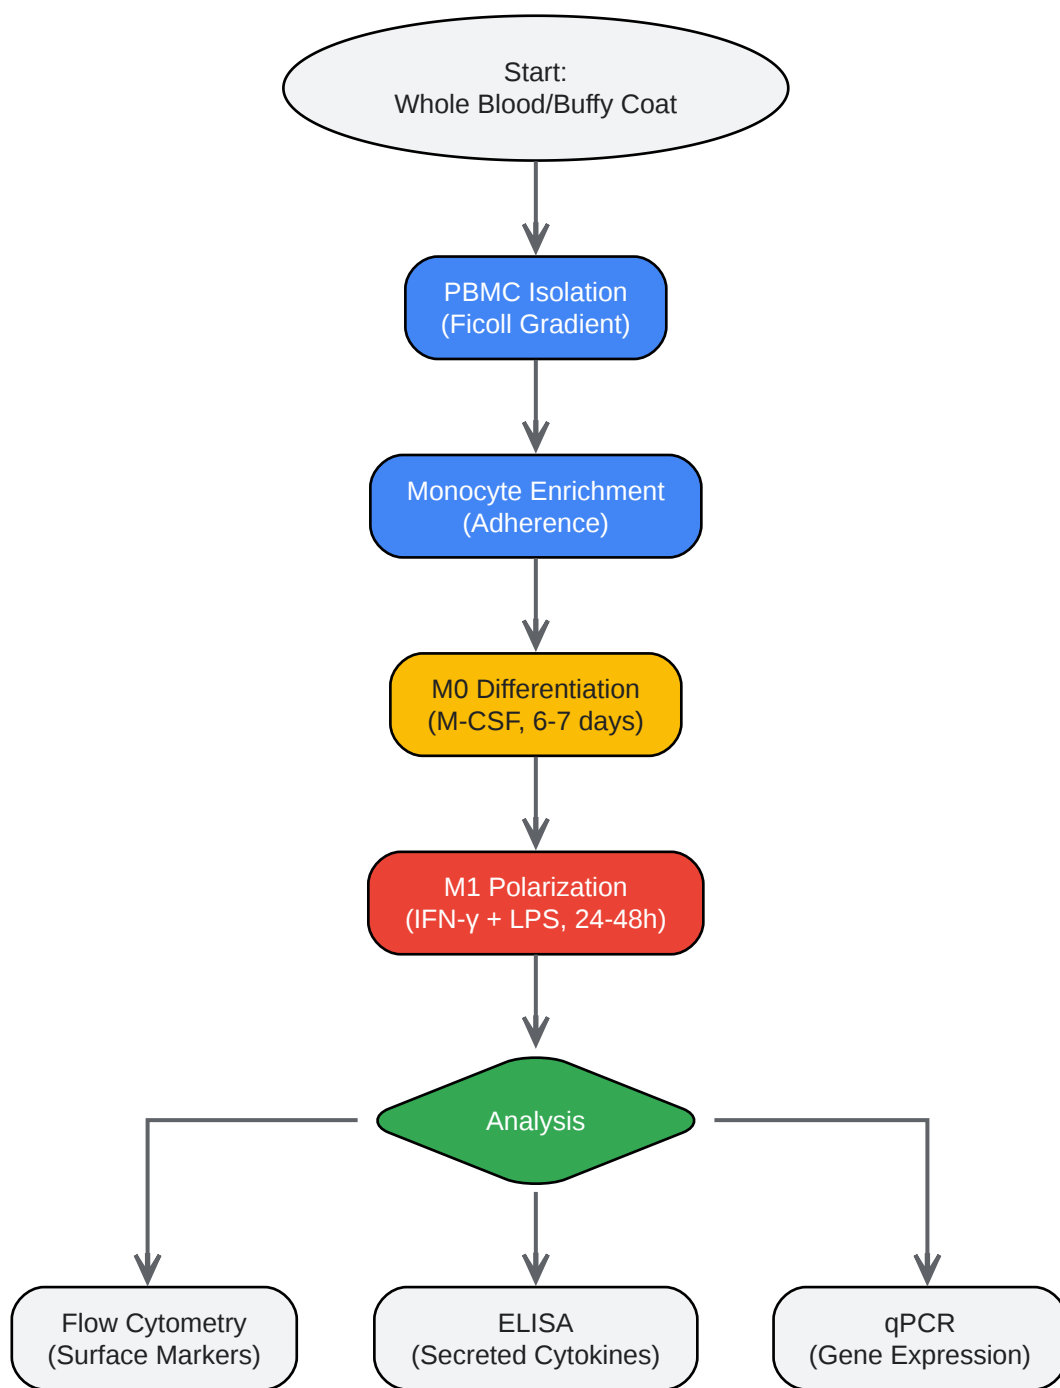 Start:
Whole Blood/Buffy Coat
PBMC Isolation
(Ficoll Gradient)
Monocyte Enrichment
(Adherence)
M0 Differentiation
(M-CSF, 6-7 days)
M1 Polarization
(IFN-γ + LPS, 24-48h)
Analysis
Flow Cytometry
(Surface Markers)
ELISA
(Secreted Cytokines)
qPCR
(Gene Expression)